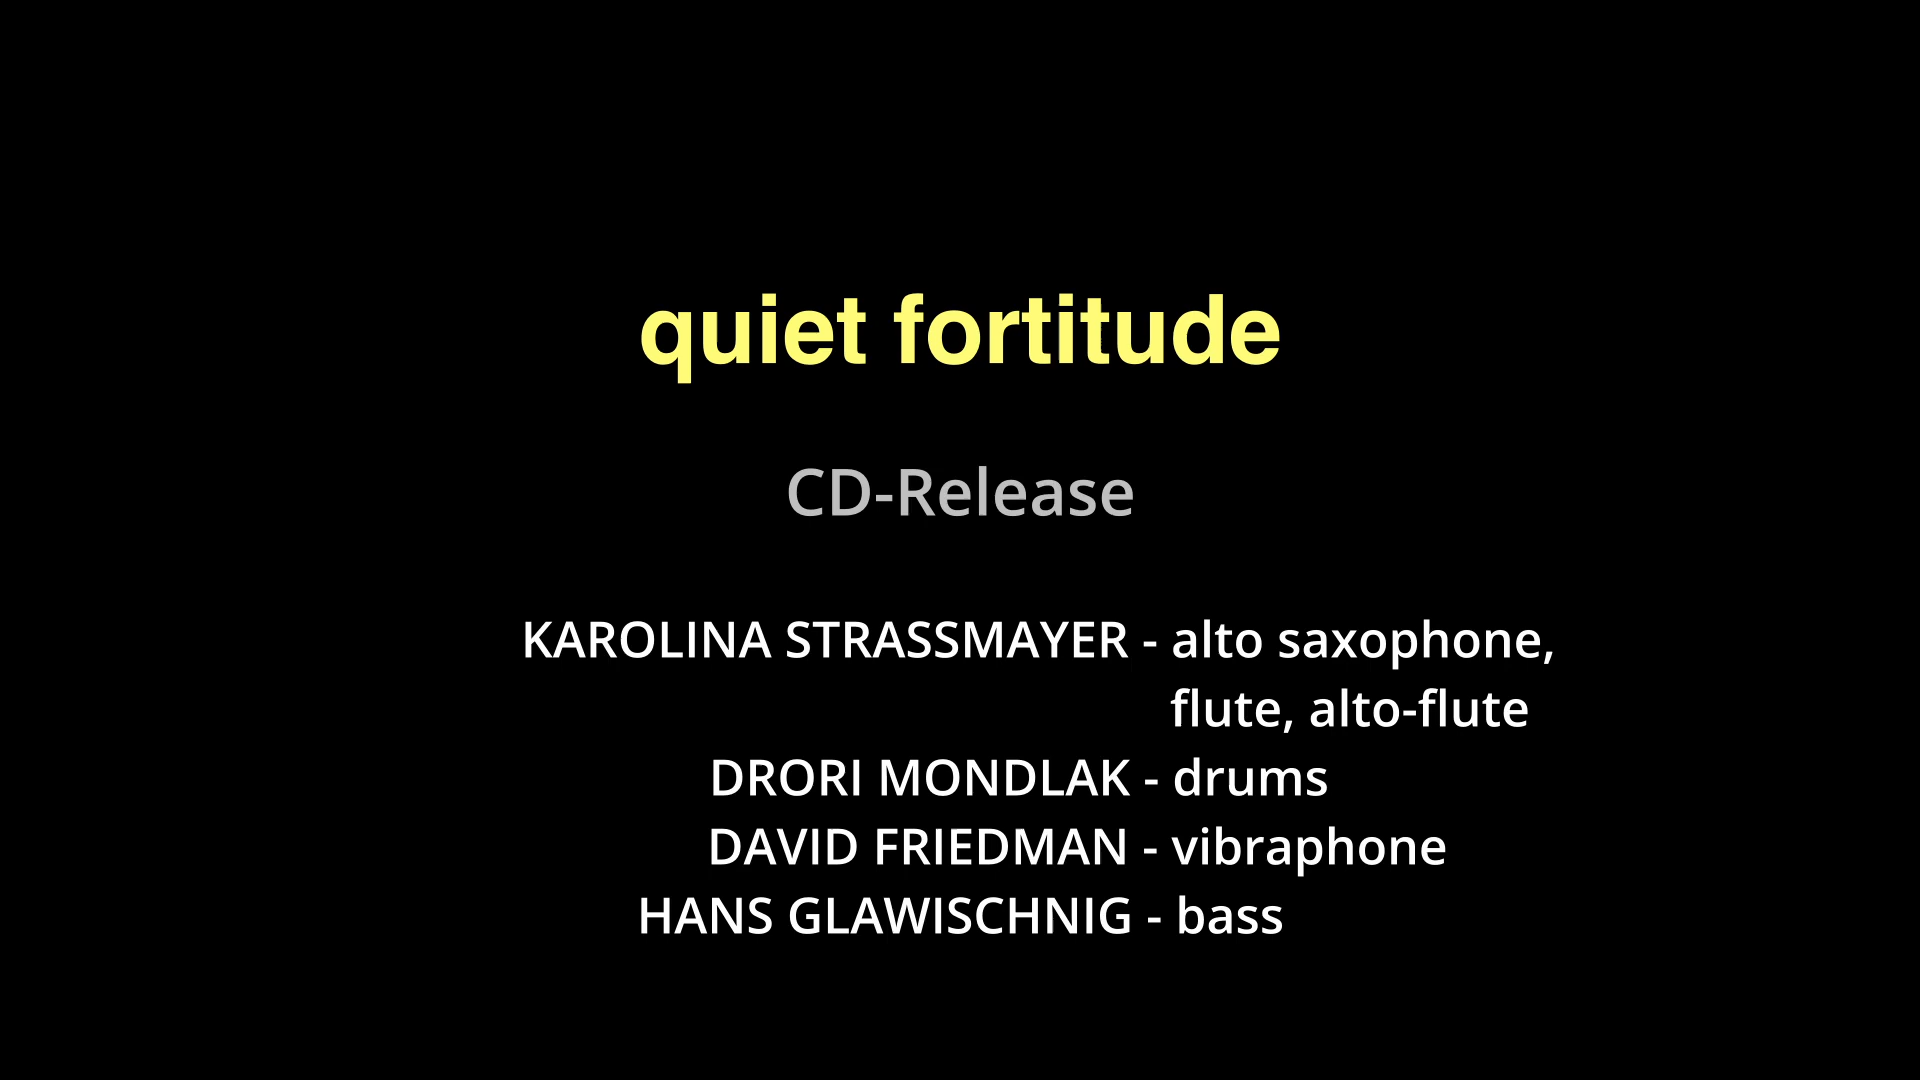 quiet fortitude
CD-Release
KAROLINA STRASSMAYER - alto saxophone,
flute, alto-flute
DRORI MONDLAK - drums
DAVID FRIEDMAN - vibraphone
HANS GLAWISCHNIG - bass